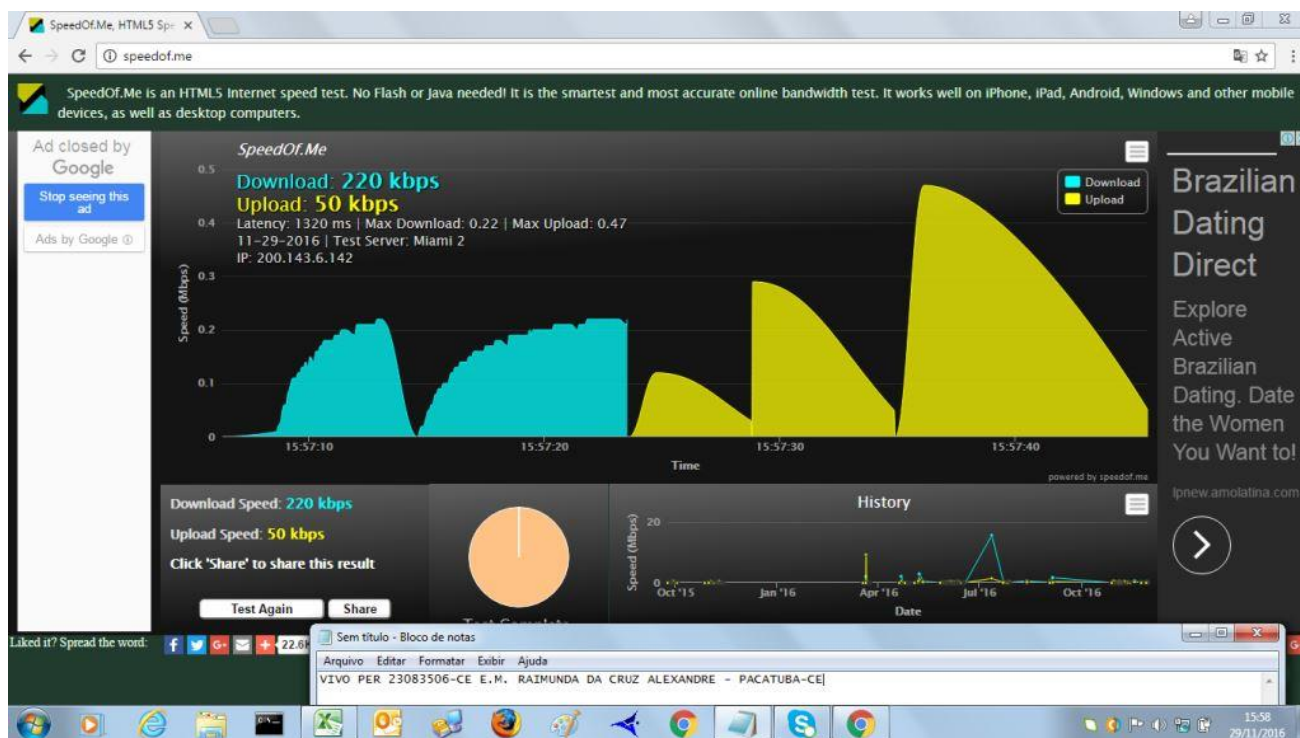 SpeedOf.Me, HTML5 Spe
speedof.me
SpeedOf.Me is an HTML5 Internet speed test. No Flash or Java needed! It is the smartest and most accurate online bandwidth test. It works well on iPhone, iPad, Android, Windows and other mobile
devices, as well as desktop computers.
Ad closed by
Google
Stop seeing this
ad
Ads by Google
SpeedOf.Me
Download: 220 kbps
Upload: 50 kbps
Latency: 1320 ms | Max Download: 0.22 | Max Upload: 0.47
11-29-2016 | Test Server: Miami 2
IP: 200.143.6.142
Download
Upload
0.5
0.4
0.3
0.2
0.1
0
Speed (Mbps)
15:57:10 15:57:20 15:57:30 15:57:40
Time
powered by speedof.me
Brazilian
Dating
Direct
Explore
Active
Brazilian
Dating. Date
the Women
You Want to!
lpnew.amolatina.com
Download Speed: 220 kbps
Upload Speed: 50 kbps
Click 'Share' to share this result
Test Again Share
Test Complete
History
Speed (Mbps)
20
0
Oct '15 Jan '16 Apr '16 Jul '16 Oct '16
Date
Liked it? Spread the word:
22.6K
Sem título - Bloco de notas
Arquivo Editar Formatar Exibir Ajuda
VIVO PER 23083506-CE E.M. RAIMUNDA DA CRUZ ALEXANDRE - PACATUBA-CE
15:58
29/11/2016